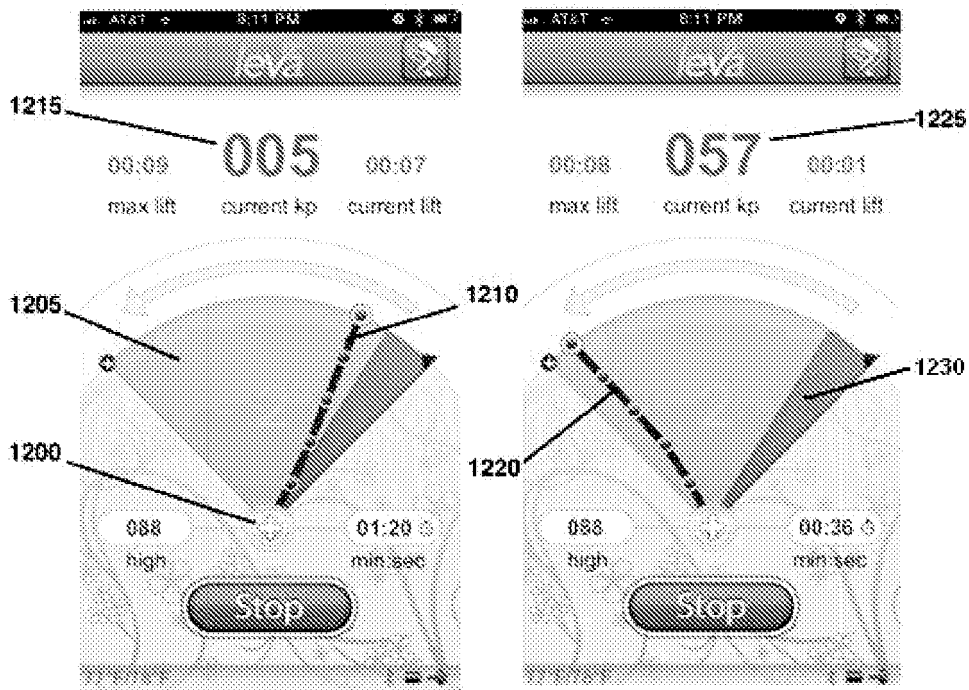 AT&T 8:11 PM
leva
1215
005
00:09
00:07
max lift
current kp
current lift
1205
1210
1200
088
high
01:20
min:sec
Stop
AT&T 8:11 PM
leva
1225
057
00:08
00:01
max lift
current kp
current lift
1230
1220
088
high
00:36
min:sec
Stop